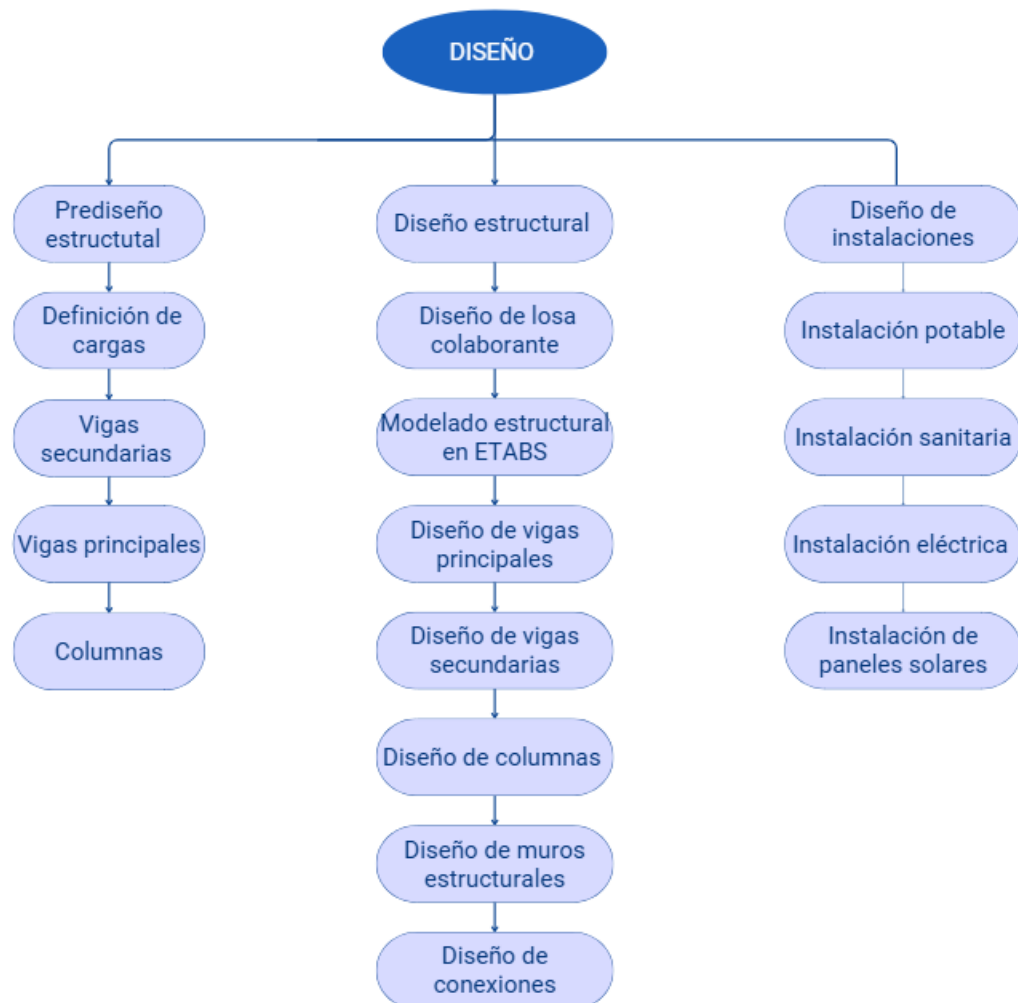 DISEÑO
Prediseño
estructutal
Definición de
cargas
Vigas
secundarias
Vigas principales
Columnas
Diseño estructural
Diseño de losa
colaborante
Modelado estructural
en ETABS
Diseño de vigas
principales
Diseño de vigas
secundarias
Diseño de columnas
Diseño de muros
estructurales
Diseño de
conexiones
Diseño de
instalaciones
Instalación potable
Instalación sanitaria
Instalación eléctrica
Instalación de
paneles solares